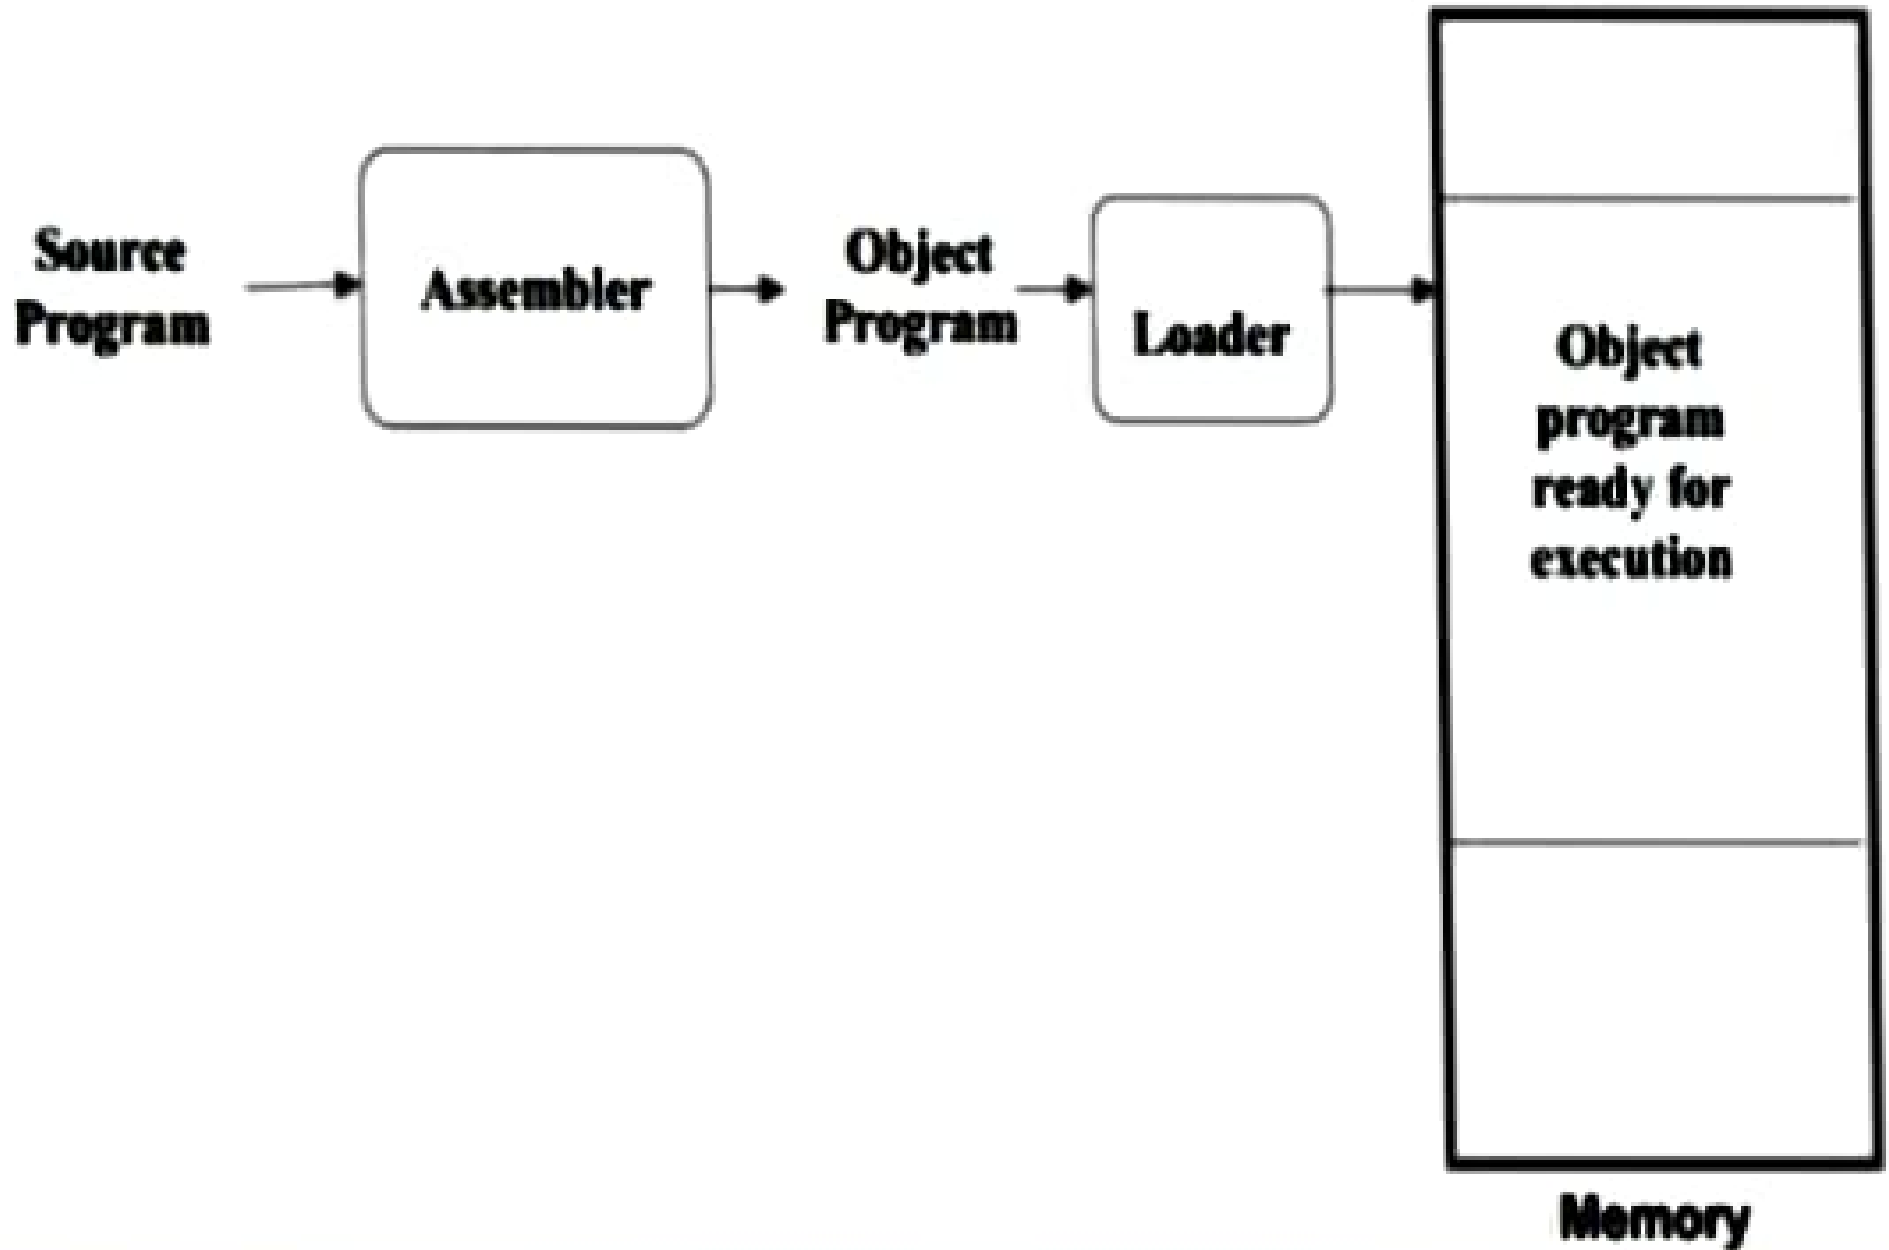 Source
Program
Assembler
Object
Program
Loader
Object
program
ready for
execution
Memory